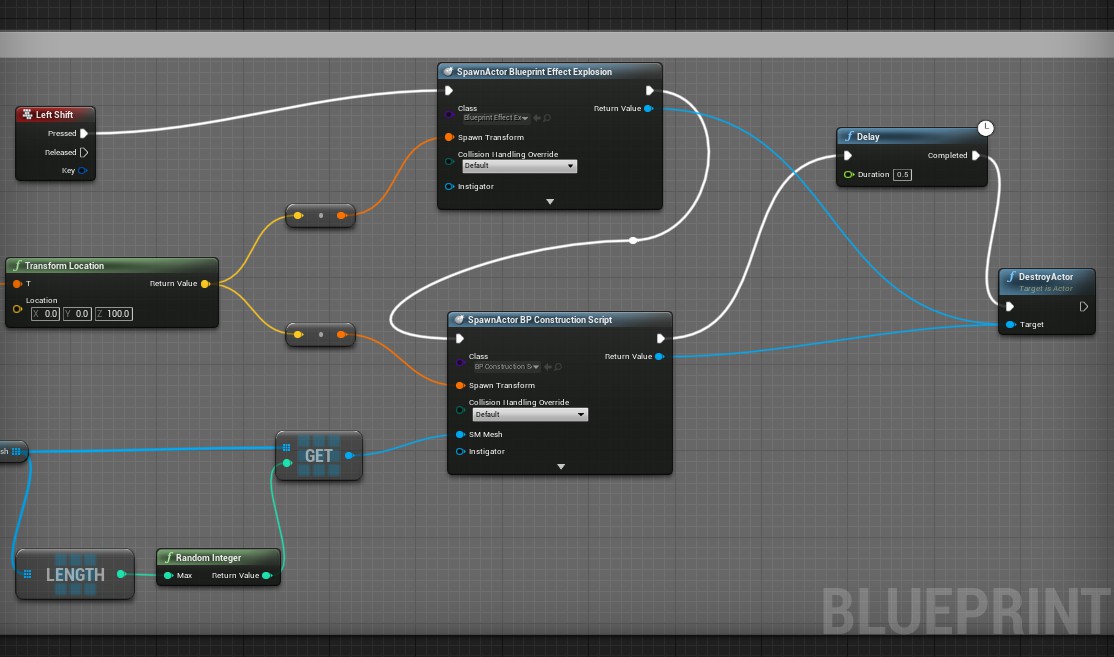 SpawnActor Blueprint Effect Explosion
Class
Return Value
Blueprint Effect Ex
Spawn Transform
Collision Handling Override
Default
Instigator
Left Shift
Pressed
Released
Key
Delay
Completed
Duration 0.5
Transform Location
T
Return Value
Location
X 0.0 Y 0.0 Z 100.0
DestroyActor
Target is Actor
Target
SpawnActor BP Construction Script
Class
Return Value
BP Construction S
Spawn Transform
Collision Handling Override
Default
SM Mesh
Instigator
sh
GET
LENGTH
Random Integer
Max Return Value
BLUEPRINT